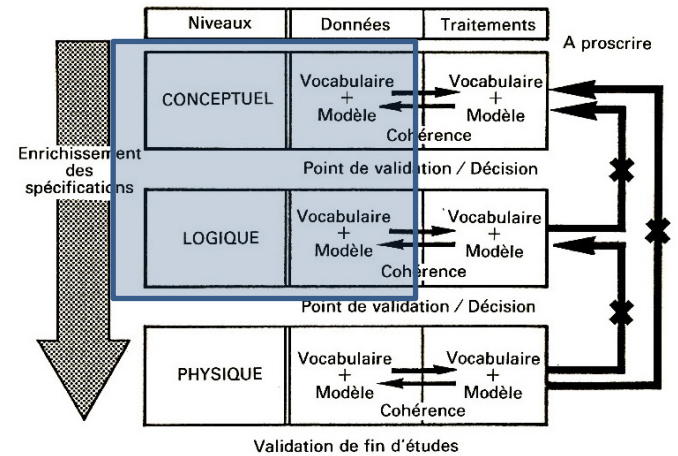 Niveaux Données Traitements
A proscrire
CONCEPTUEL
Vocabulaire
+
Modèle
Vocabulaire
+
Modèle
Cohérence
Enrichissement
des
spécifications
Point de validation / Décision
LOGIQUE
Vocabulaire
+
Modèle
Vocabulaire
+
Modèle
Cohérence
Point de validation / Décision
PHYSIQUE
Vocabulaire
+
Modèle
Vocabulaire
+
Modèle
Cohérence
Validation de fin d'études